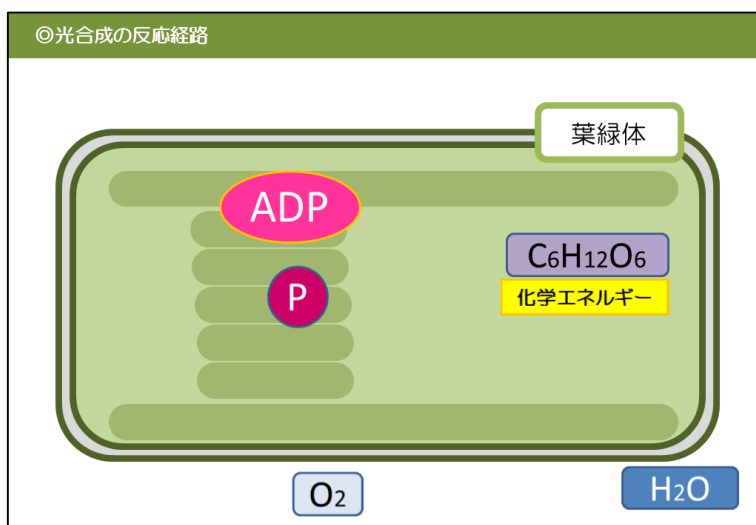 ◎光合成の反応経路
葉緑体
ADP
C6H12O6
P
化学エネルギー
O2
H2O